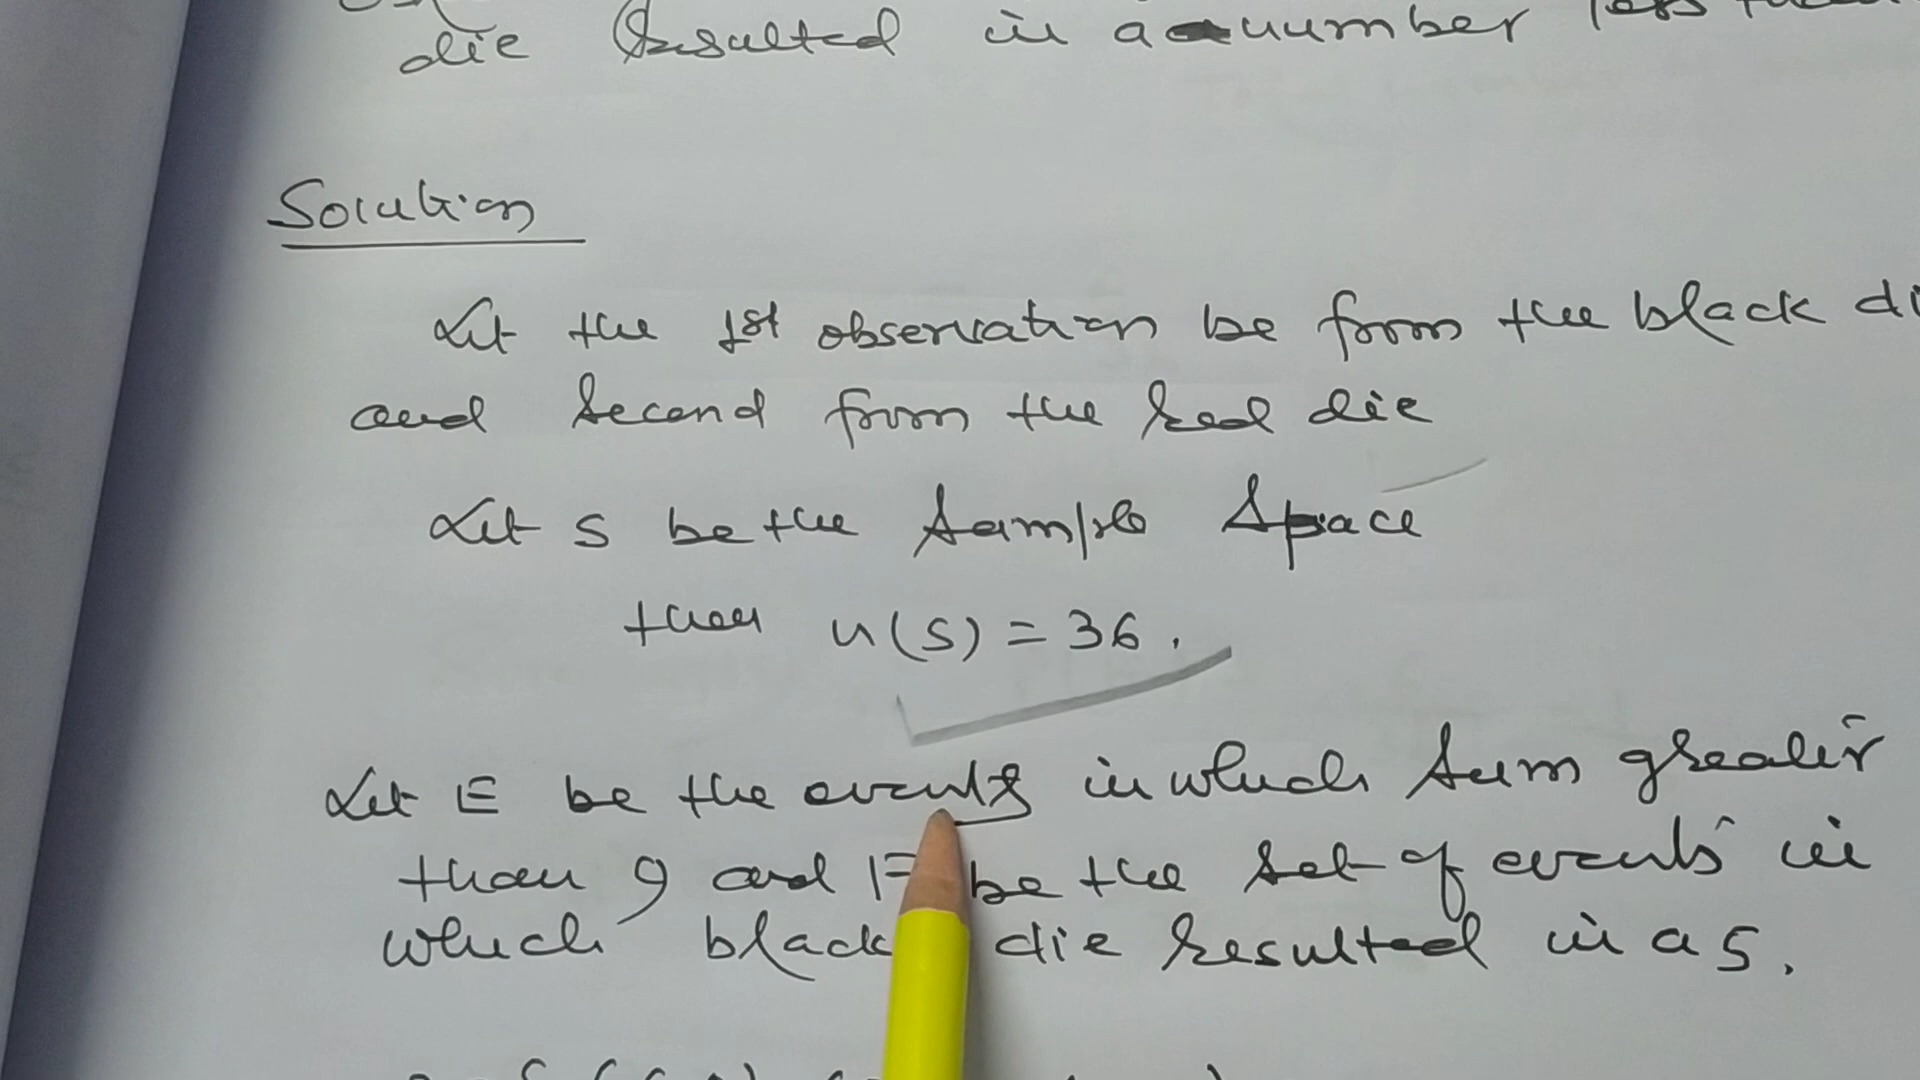 die resulted in a number less
Solution
Let the 1st observation be from the black di
and second from the red die
Let S be the Sample Space
then n(S) = 36.
Let E be the events in which sum greater
than 9 and F be the set of events in
which black die resulted in a 5.